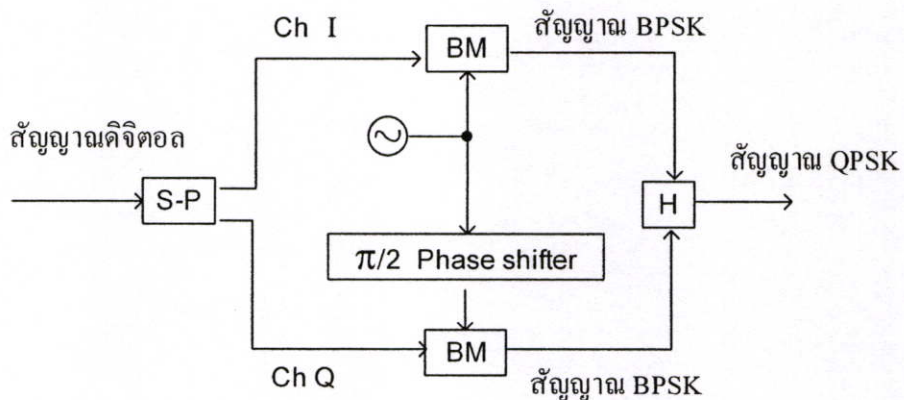 Ch I
BM
สัญญาณ BPSK
สัญญาณดิจิตอล
S-P
สัญญาณ QPSK
H
π/2 Phase shifter
Ch Q
BM
สัญญาณ BPSK